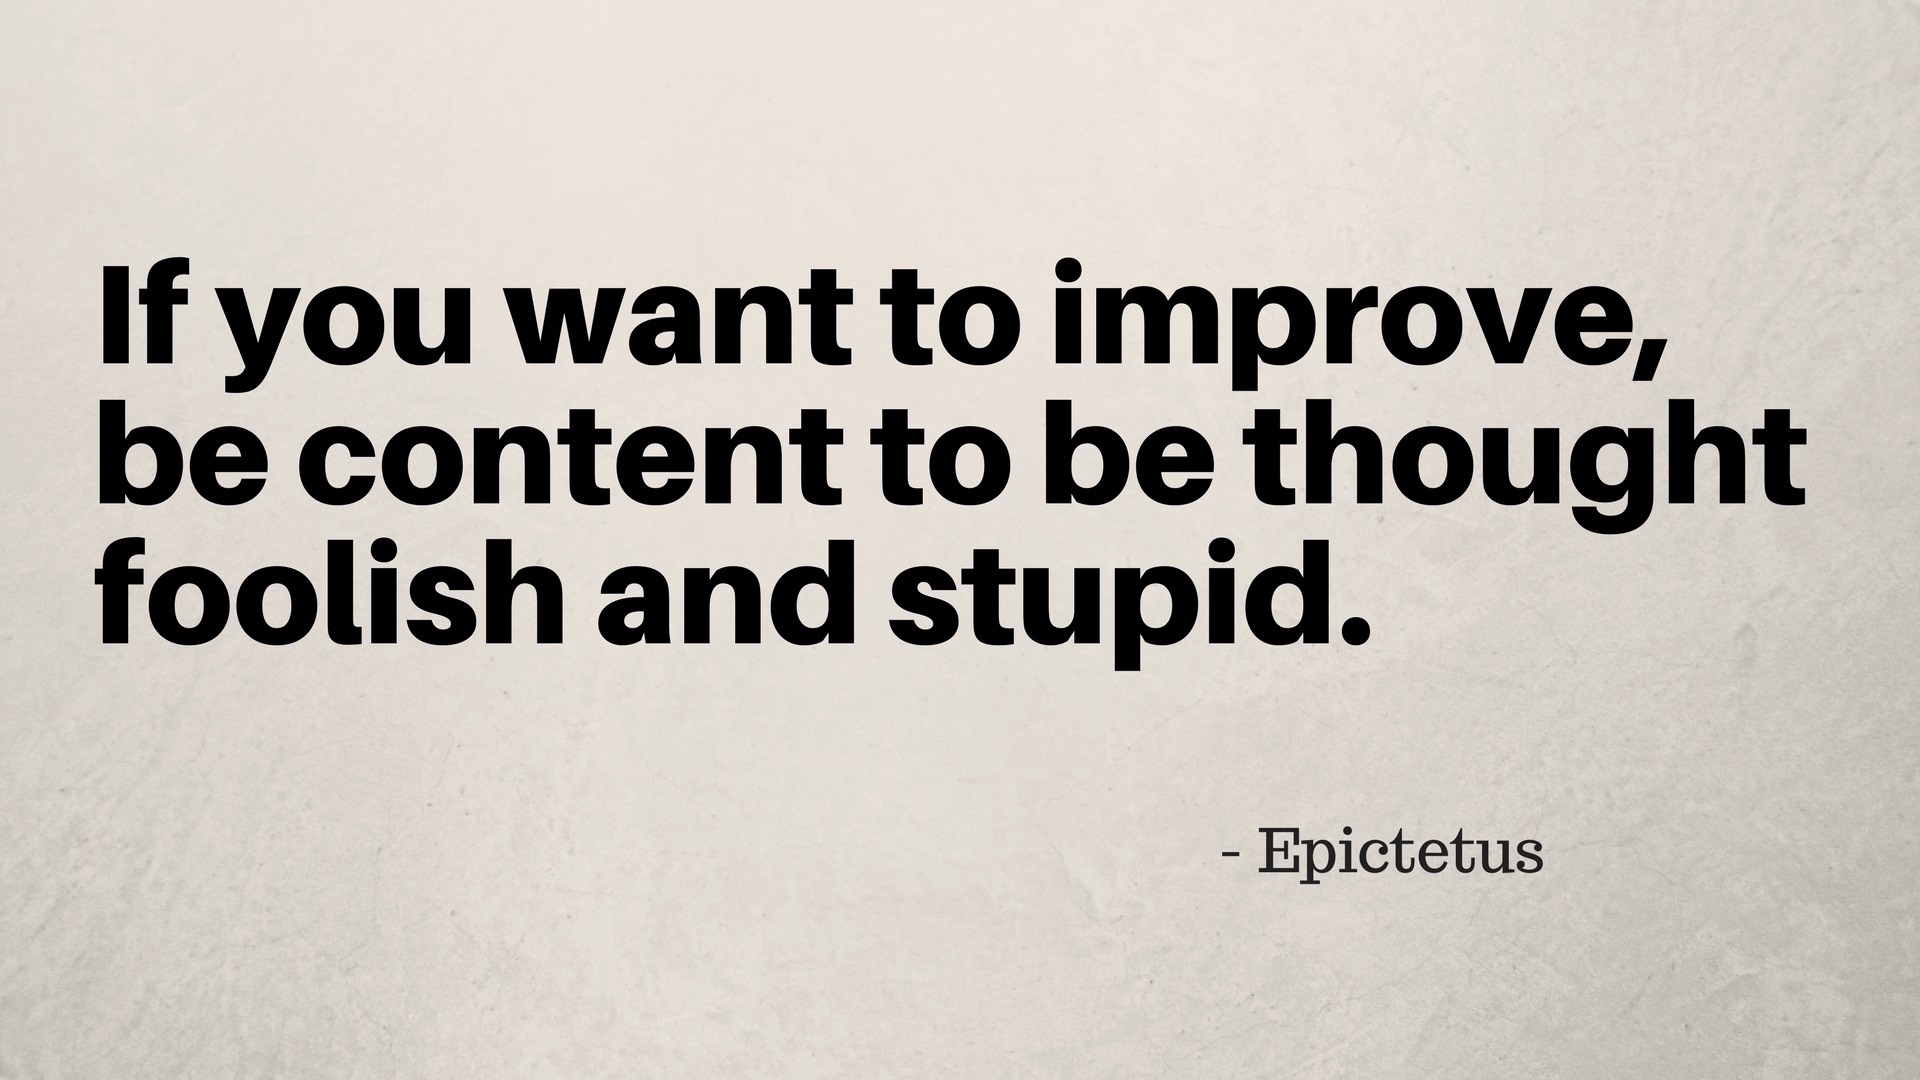 If you want to improve,
be content to be thought
foolish and stupid.
- Epictetus